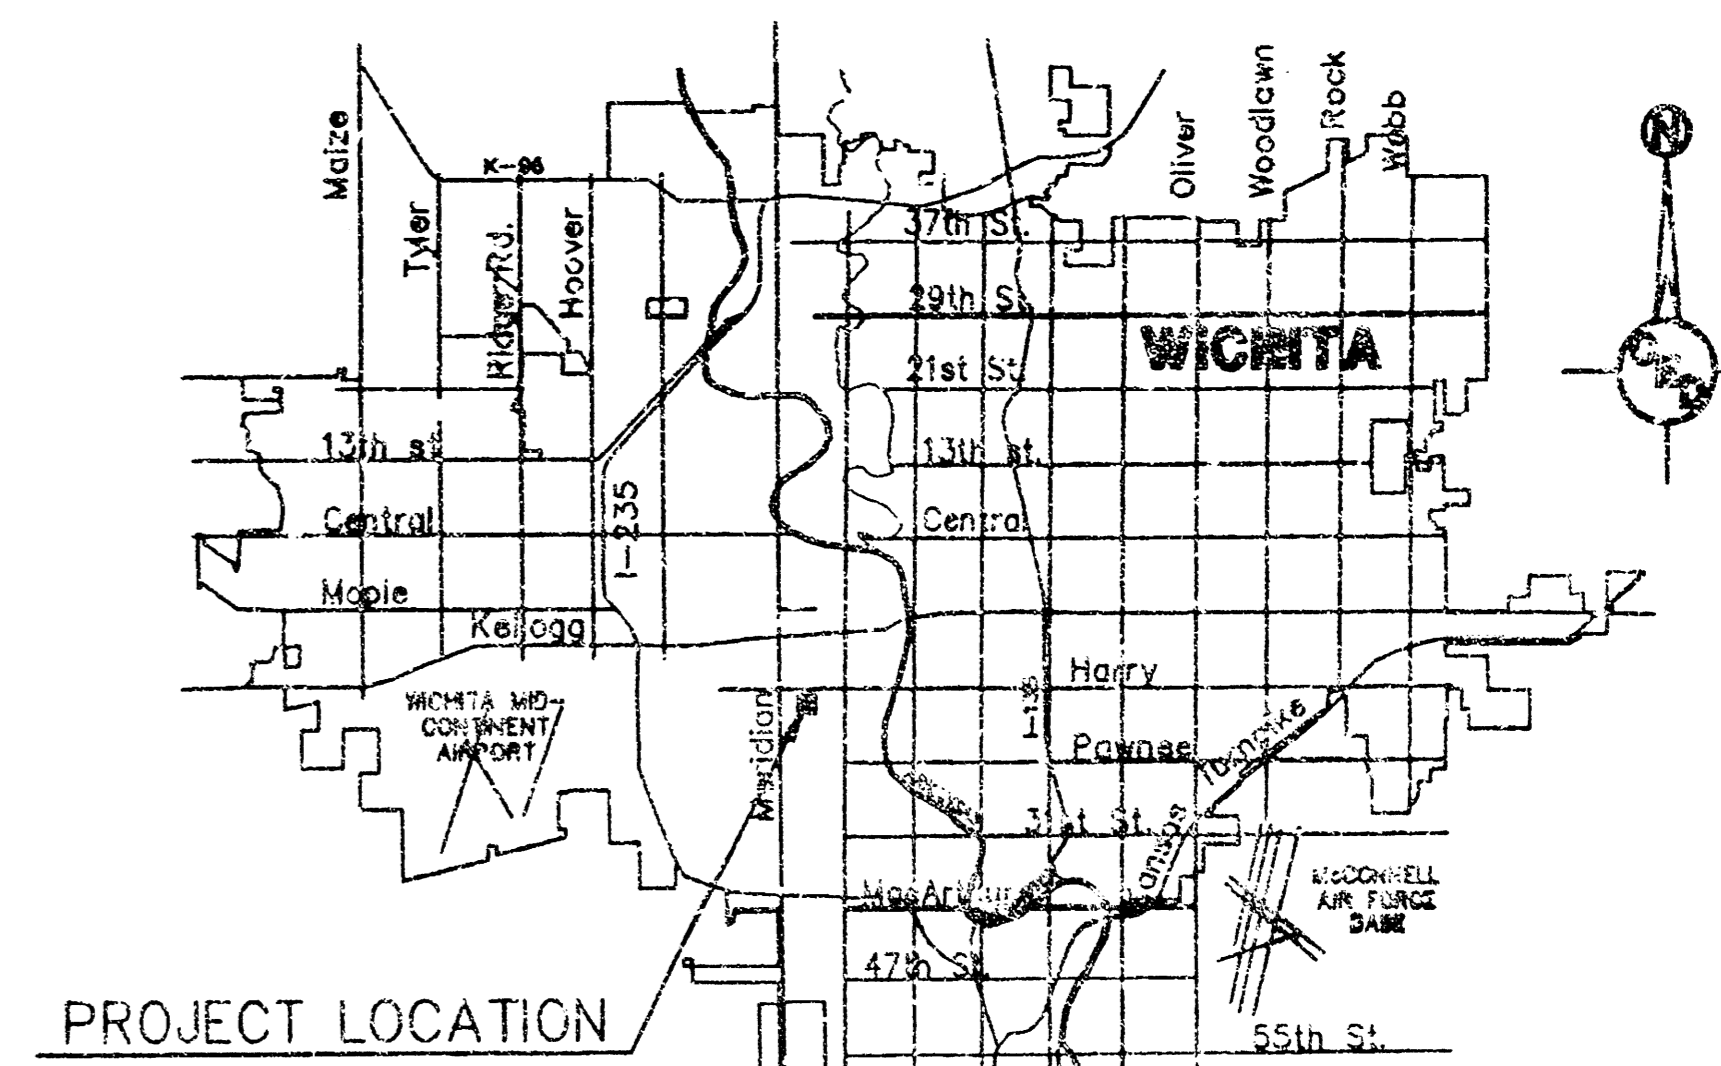 Maize
Tyler
K-96
Ridge Rd.
Hoover
Oliver
Woodlawn
Rock
Webb
N
37th St.
29th St.
WICHITA
21st St.
13th st.
13th st.
I-235
Central
Central
Maple
Kellogg
Harry
WICHITA MID-
CONTINENT
AIRPORT
Meridian
I-135
Pawnee
Turnpike
31st St.
Kansas
MacArthur
McCONNELL
AIR FORCE
BASE
47th St.
PROJECT LOCATION
55th St.